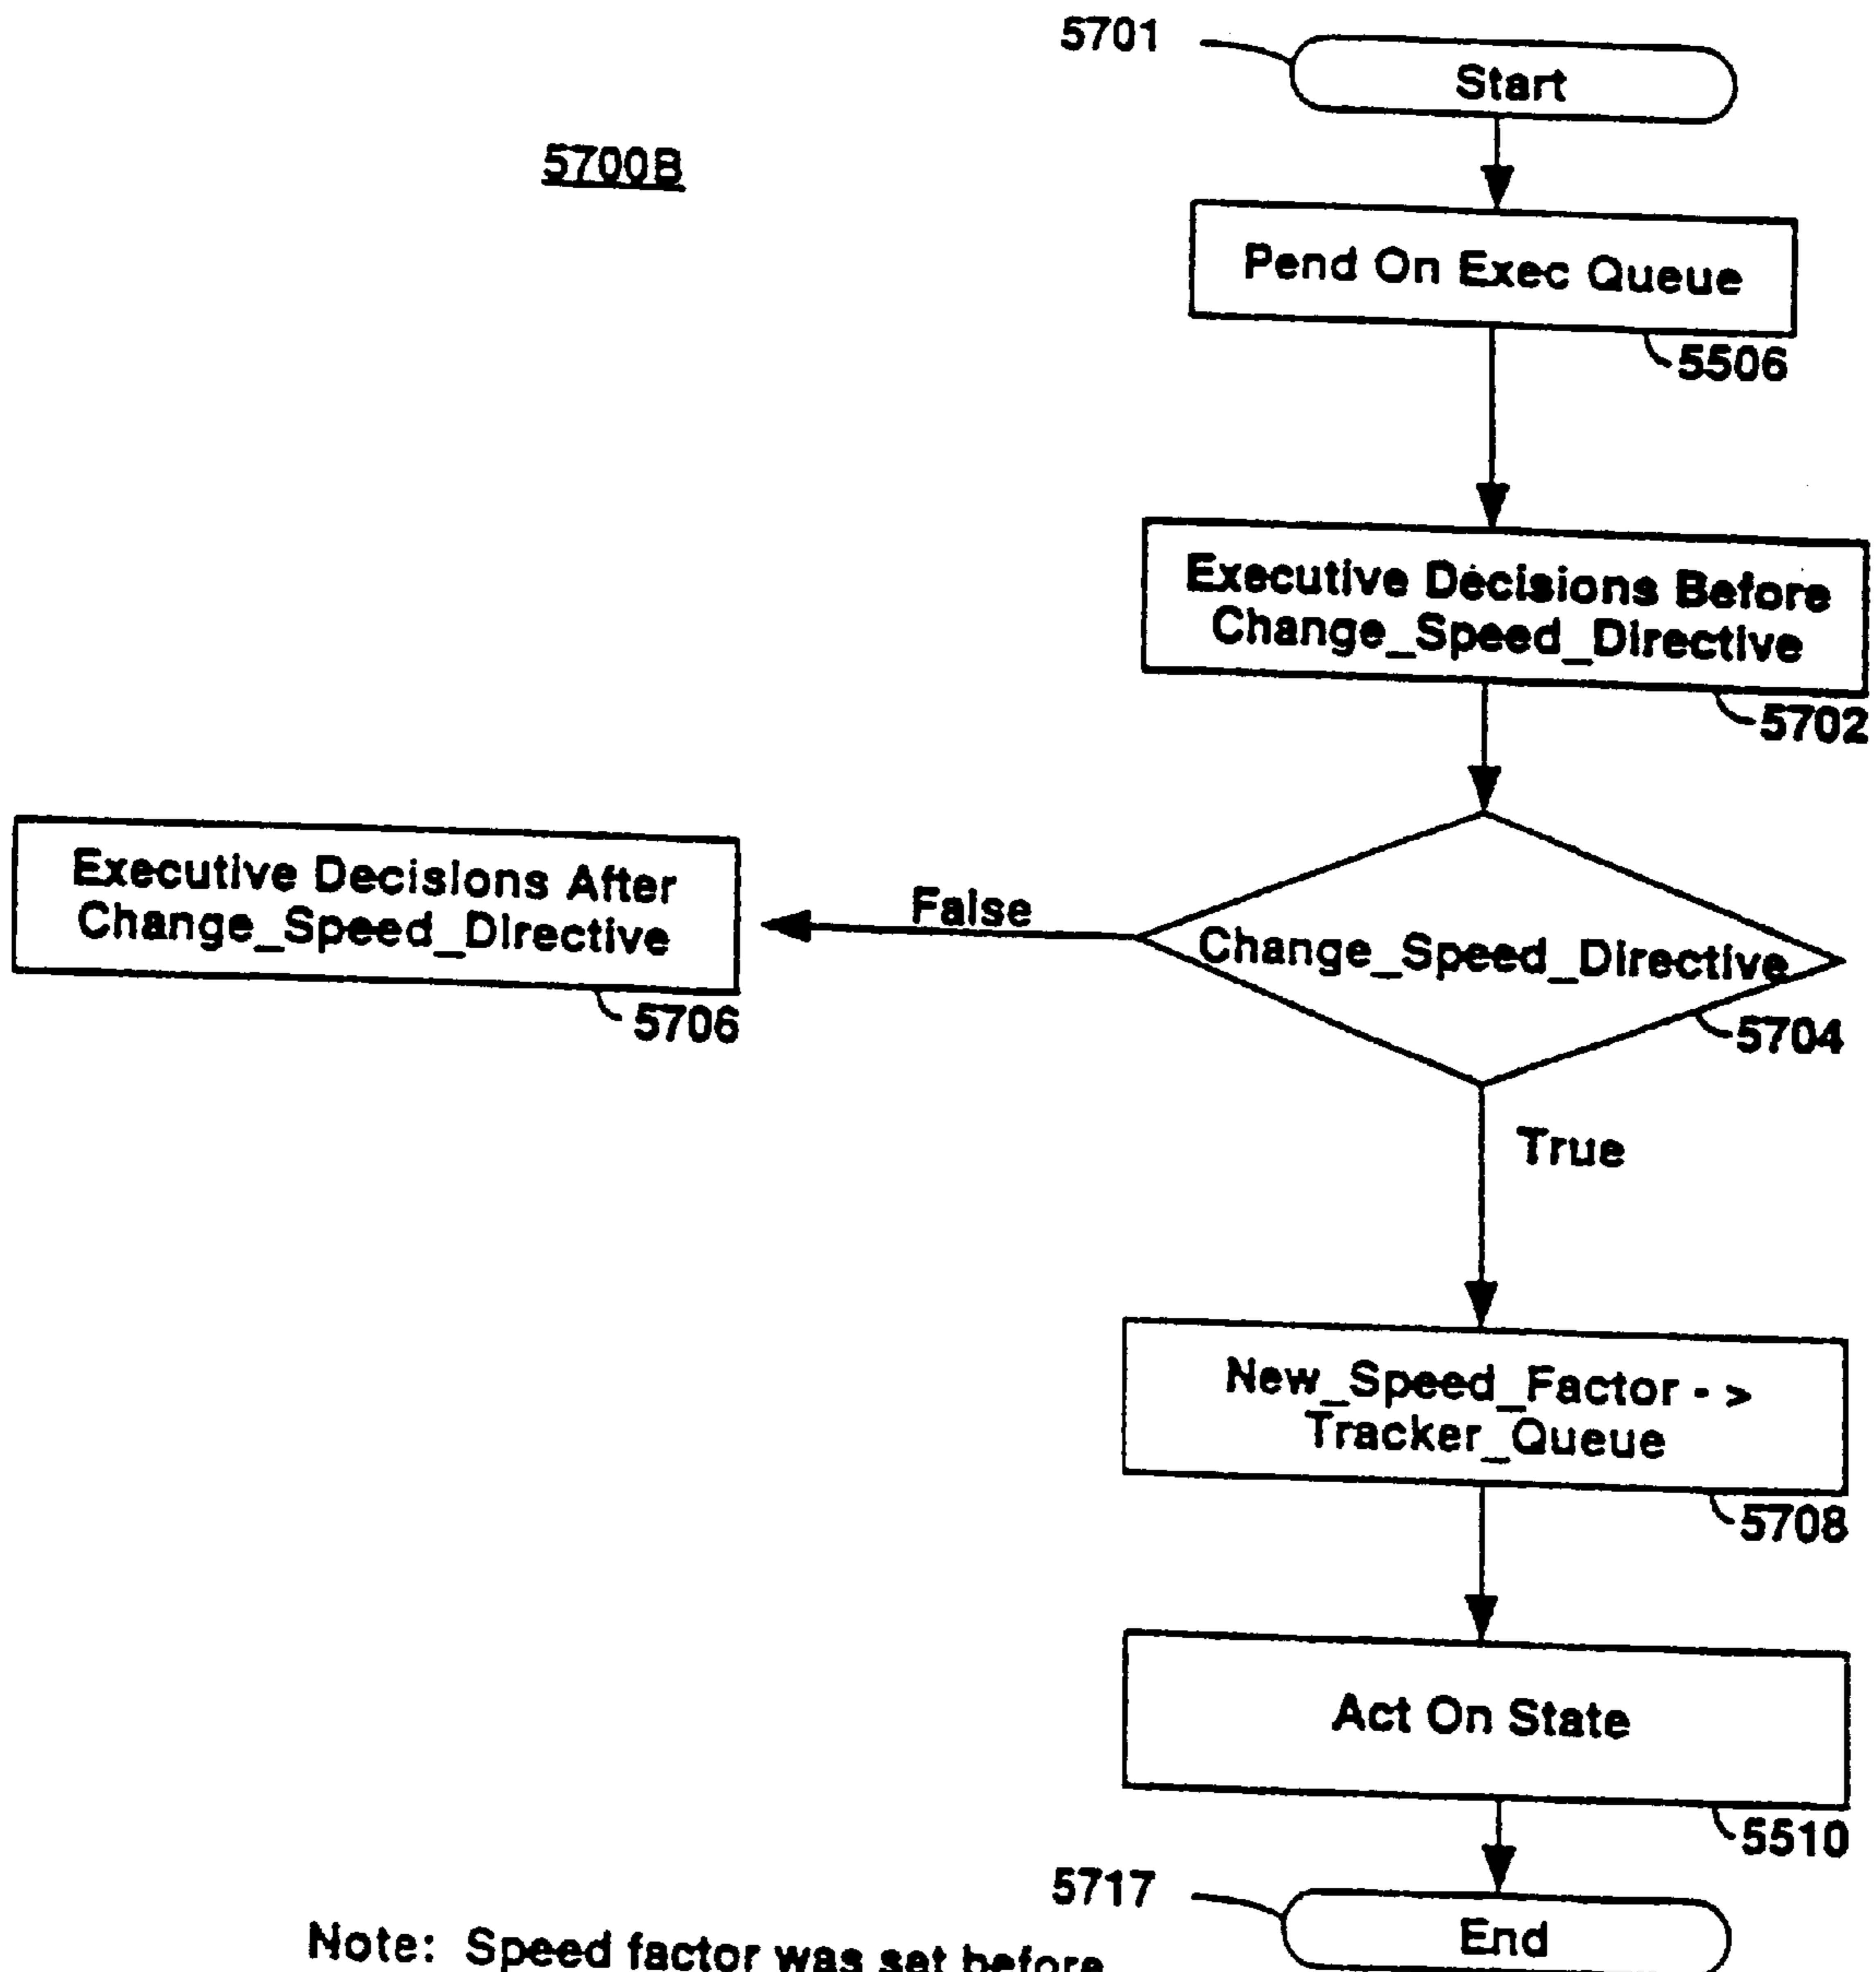 5701
Start
5700B
Pend On Exec Queue
5506
Executive Decisions Before
Change_Speed_Directive
5702
Executive Decisions After
Change_Speed_Directive
5706
False
Change_Speed_Directive
5704
True
New_Speed_Factor - >
Tracker_Queue
5708
Act On State
5510
5717
End
Note: Speed factor was set before